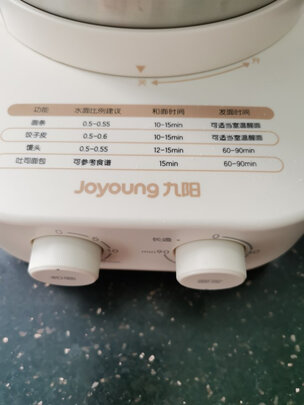 功能 水面比例建议 和面时间 发面时间
面条 0.5-0.55 10-15min 可适当室温醒面
饺子皮 0.5-0.6 10-15min 可适当室温醒面
馒头 0.5-0.55 12-15min 60-90min
吐司面包 可参考食谱 15min 60-90min
Joyoung 九阳
长通
min